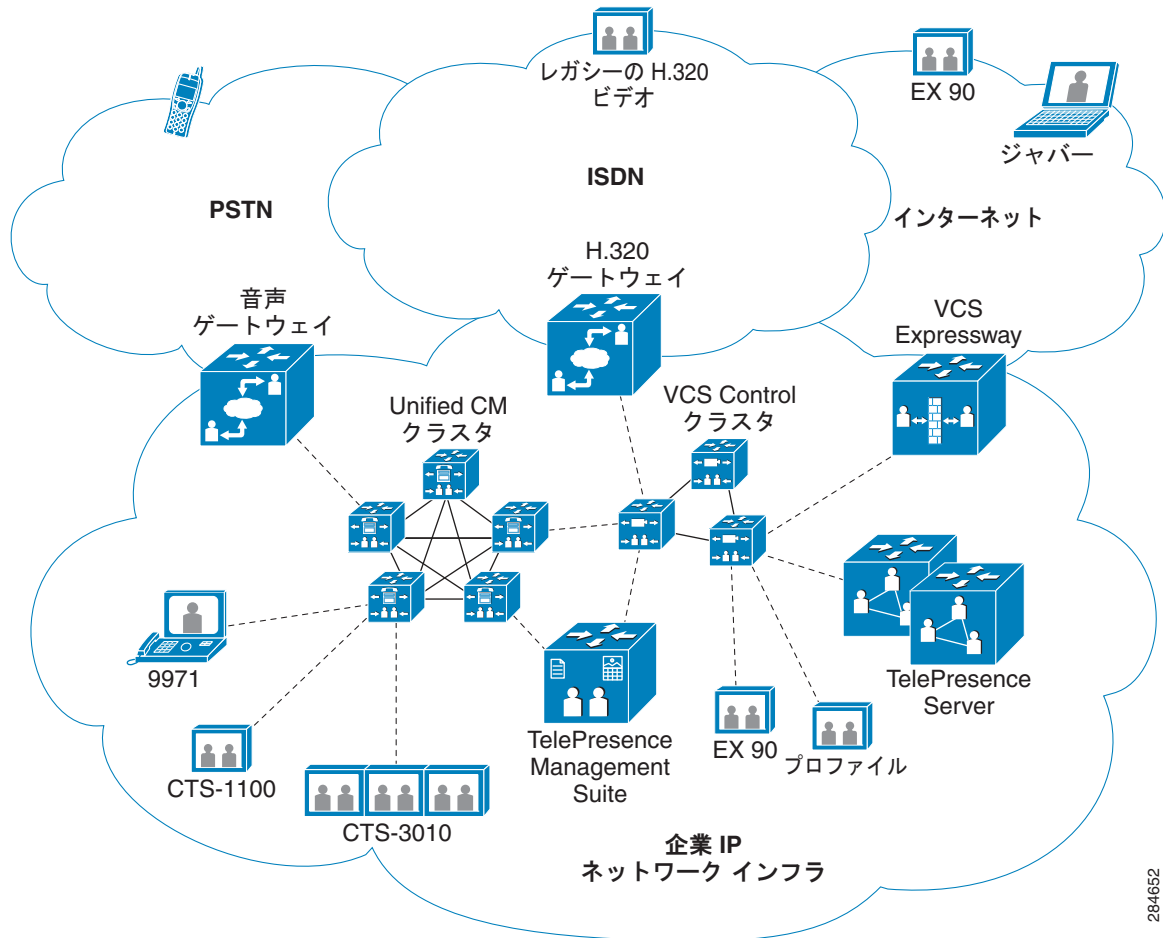 レガシーの H.320
ビデオ
EX 90
ジャバー
ISDN
PSTN
インターネット
H.320
ゲートウェイ
音声
ゲートウェイ
VCS
Expressway
Unified CM
クラスタ
VCS Control
クラスタ
9971
TelePresence
Server
CTS-1100
TelePresence
Management
Suite
EX 90
プロファイル
CTS-3010
企業 IP
ネットワーク インフラ
284652